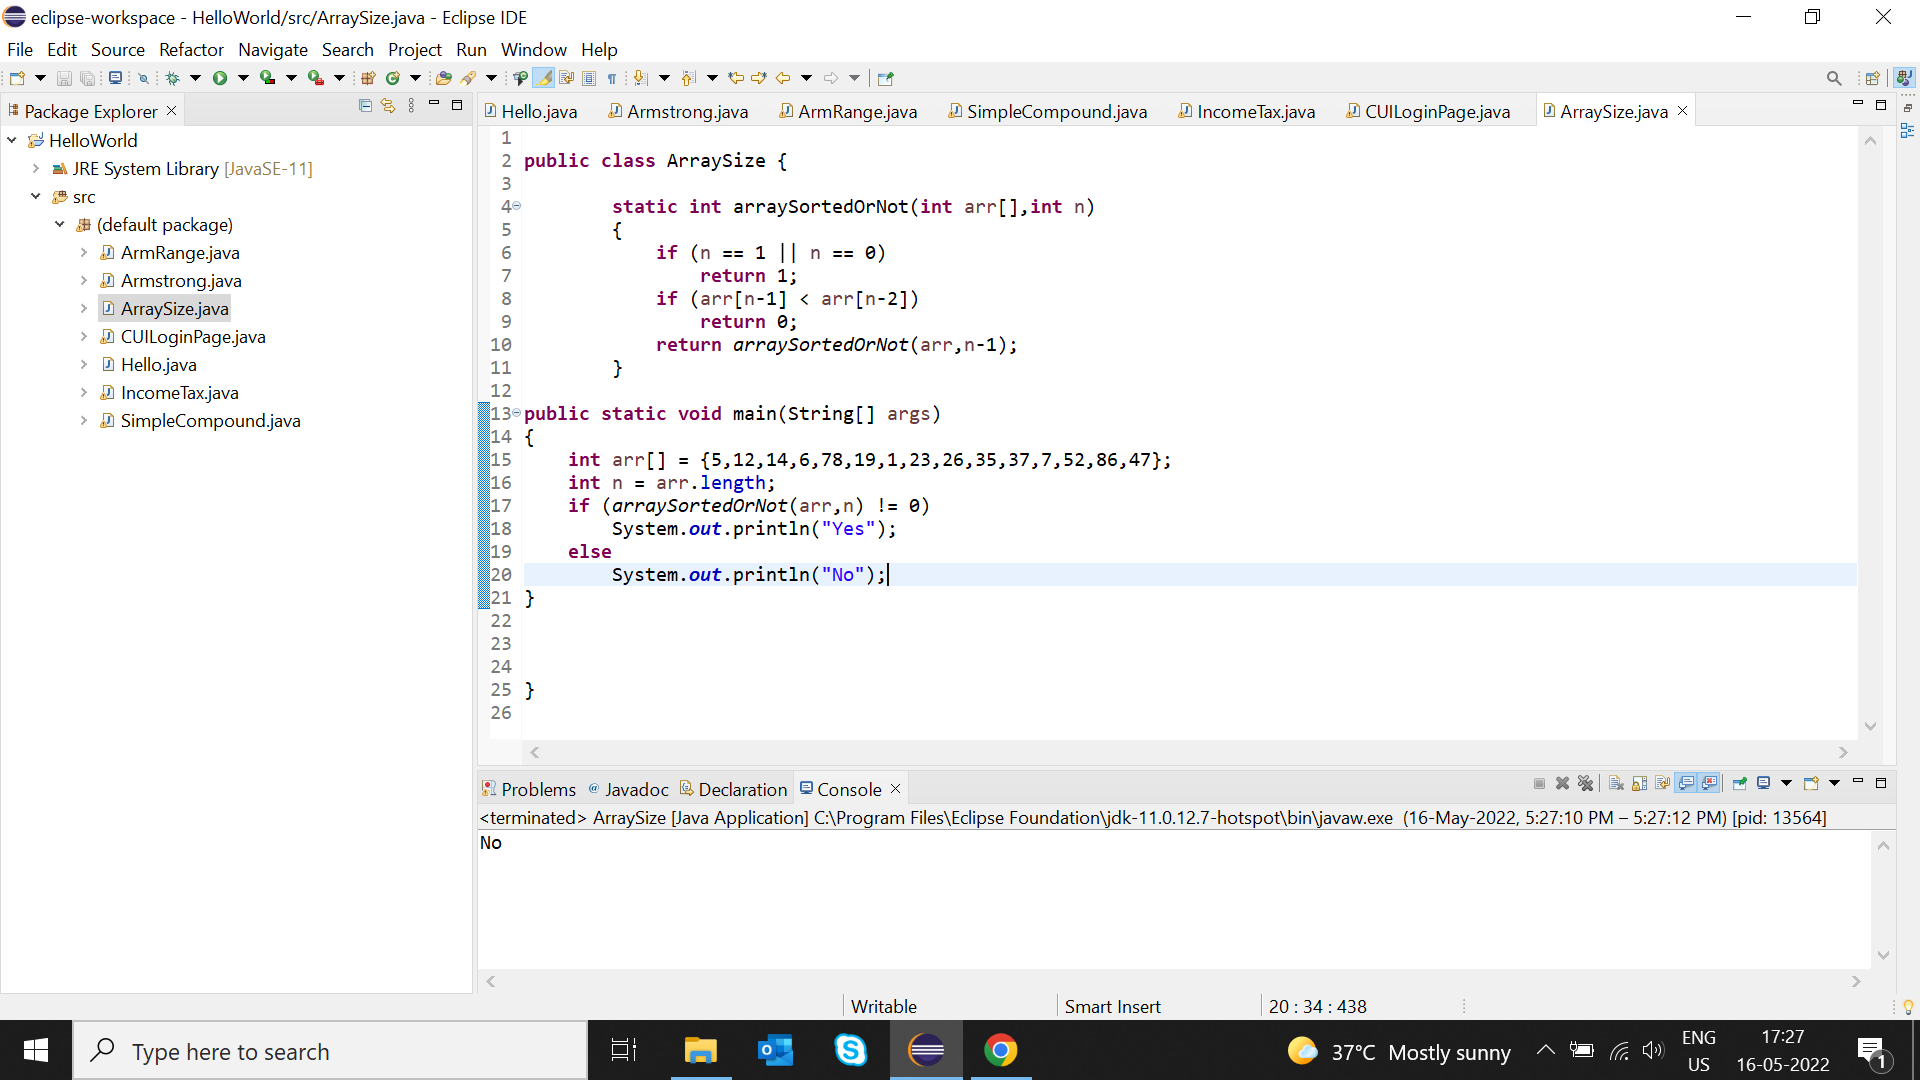 eclipse-workspace - HelloWorld/src/ArraySize.java - Eclipse IDE
File Edit Source Refactor Navigate Search Project Run Window Help
Package Explorer
HelloWorld
JRE System Library [JavaSE-11]
src
(default package)
ArmRange.java
Armstrong.java
ArraySize.java
CUILoginPage.java
Hello.java
IncomeTax.java
SimpleCompound.java
Hello.java Armstrong.java ArmRange.java SimpleCompound.java IncomeTax.java CUILoginPage.java ArraySize.java
1
2 public class ArraySize {
3
4 static int arraySortedOrNot(int arr[],int n)
5 {
6 if (n == 1 || n == 0)
7 return 1;
8 if (arr[n-1] < arr[n-2])
9 return 0;
10 return arraySortedOrNot(arr,n-1);
11 }
12
13 public static void main(String[] args)
14 {
15 int arr[] = {5,12,14,6,78,19,1,23,26,35,37,7,52,86,47};
16 int n = arr.length;
17 if (arraySortedOrNot(arr,n) != 0)
18 System.out.println("Yes");
19 else
20 System.out.println("No");
21 }
22
23
24
25 }
26
Problems @ Javadoc Declaration Console
<terminated> ArraySize [Java Application] C:\Program Files\Eclipse Foundation\jdk-11.0.12.7-hotspot\bin\javaw.exe (16-May-2022, 5:27:10 PM – 5:27:12 PM) [pid: 13564]
No
Writable Smart Insert 20 : 34 : 438
Type here to search
37°C Mostly sunny
ENG
US
17:27
16-05-2022
1